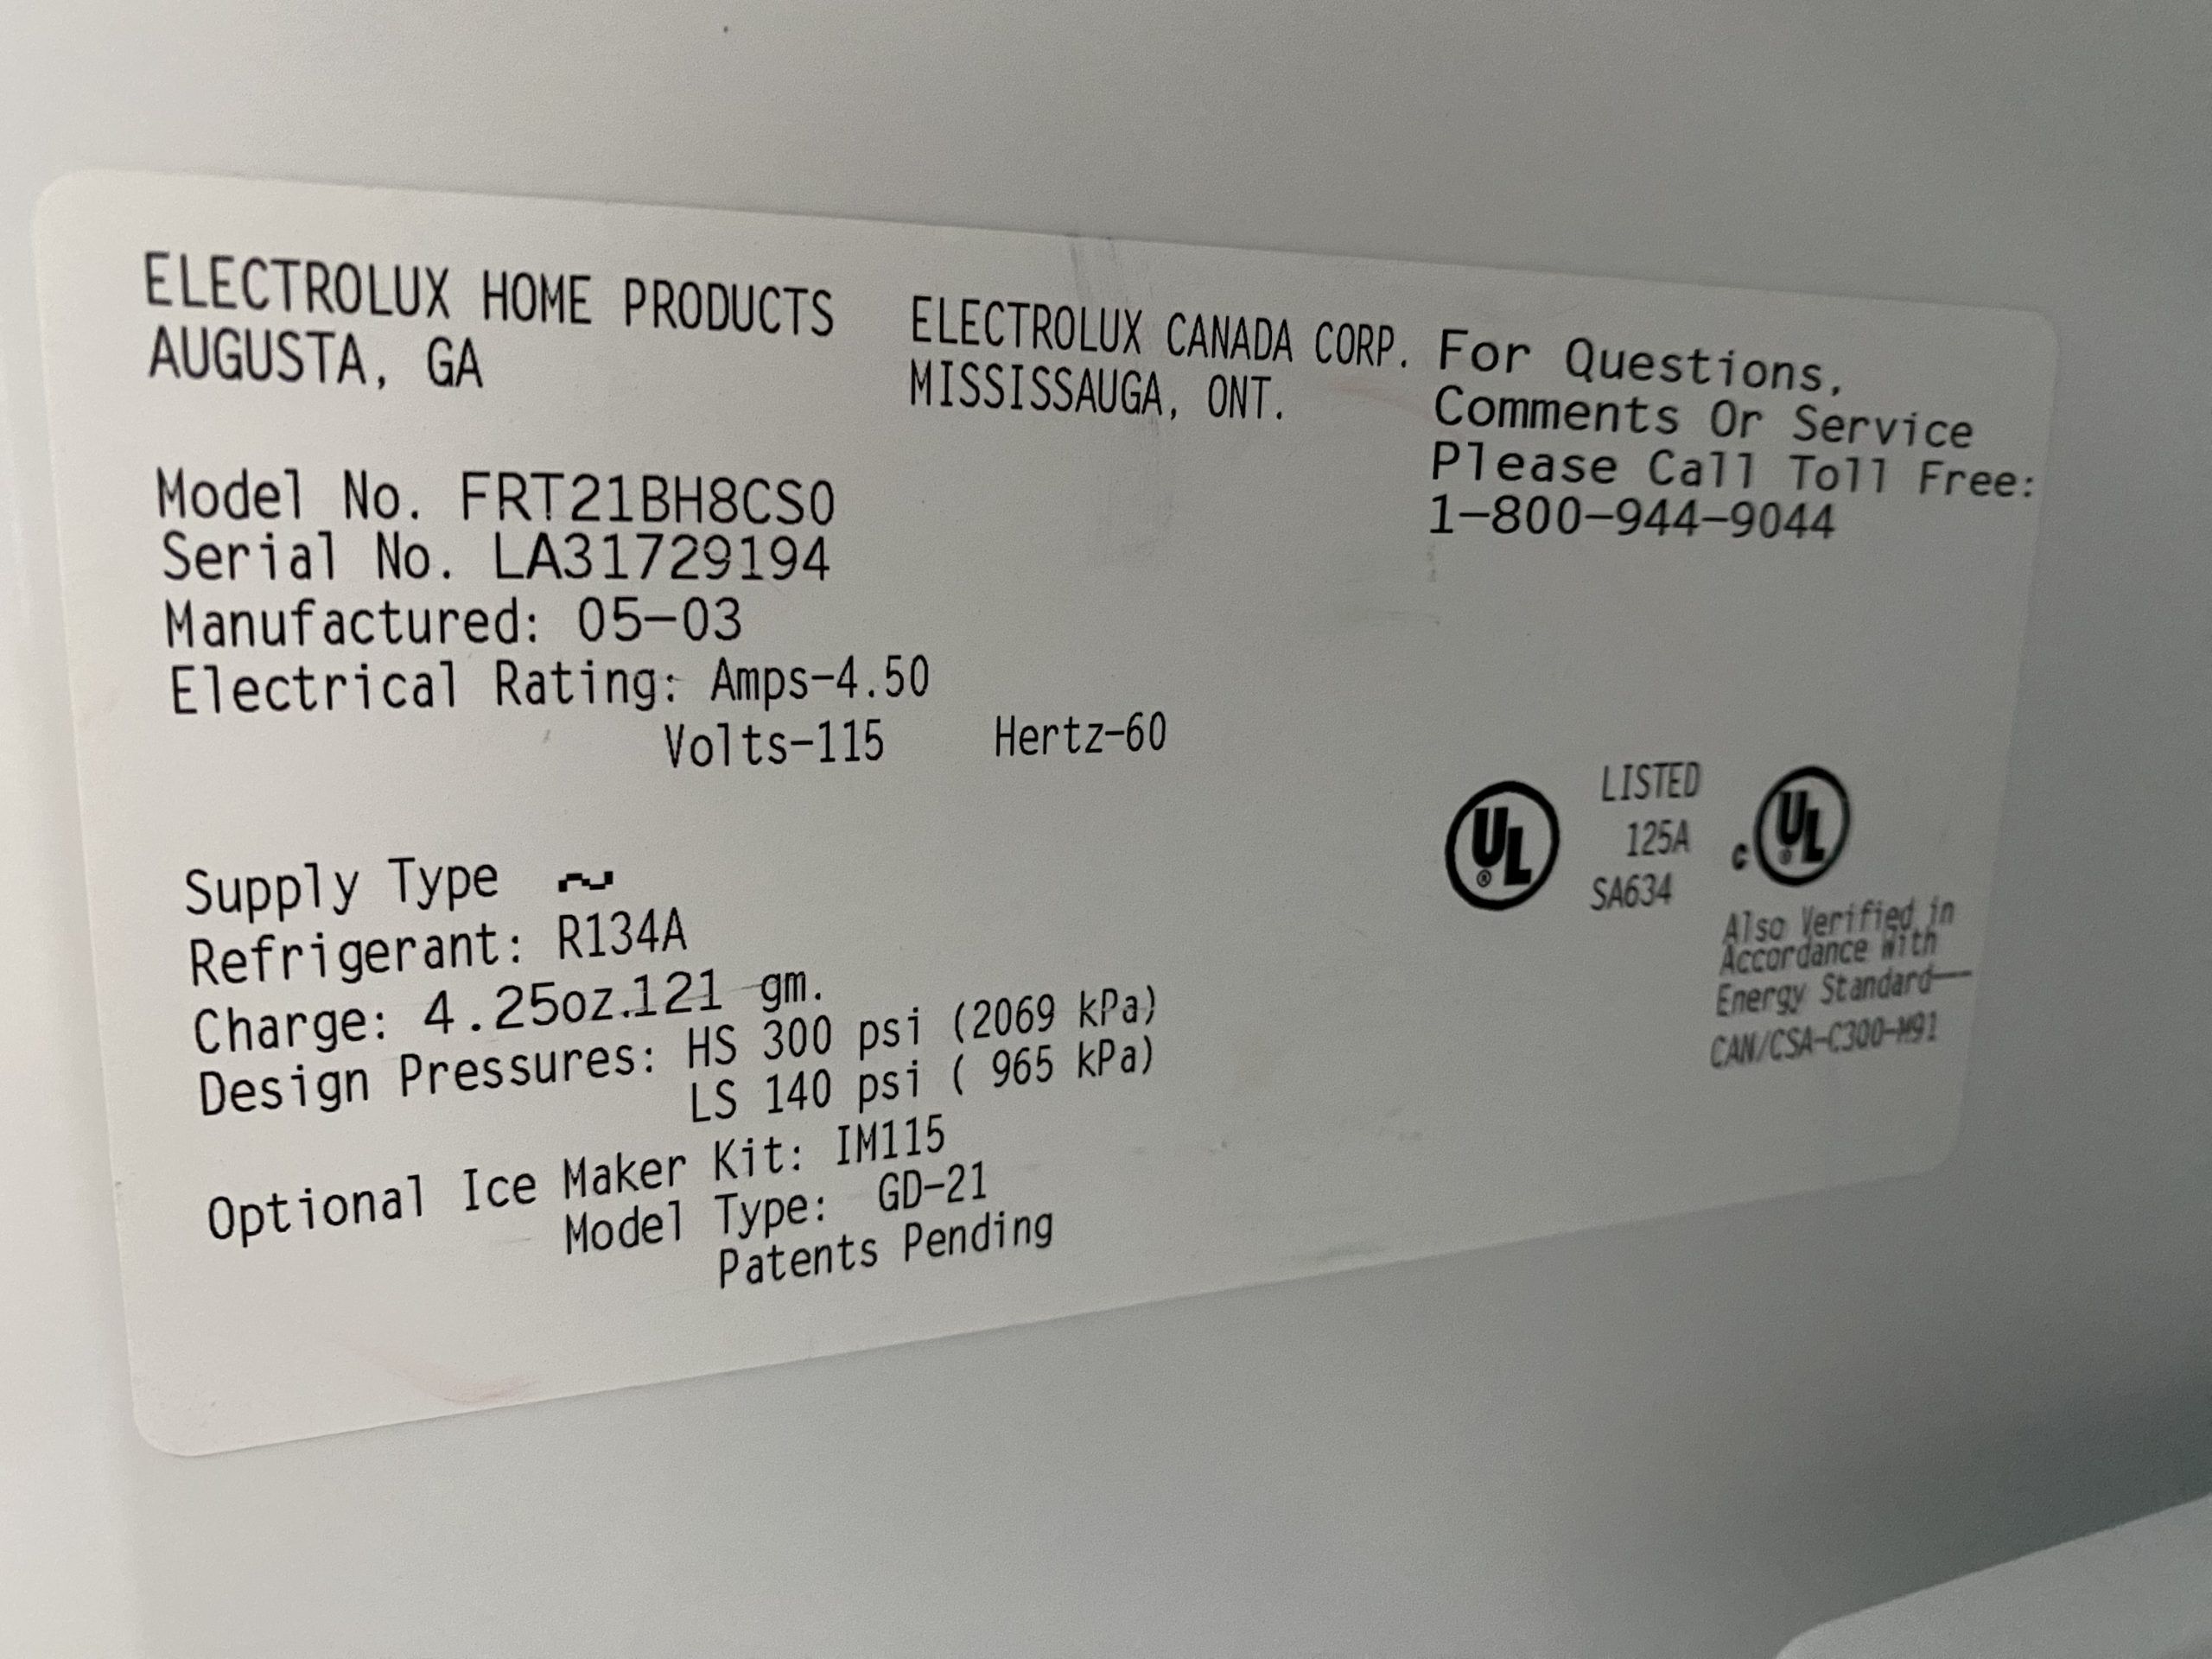 ELECTROLUX HOME PRODUCTS
AUGUSTA, GA
ELECTROLUX CANADA CORP.
MISSISSAUGA, ONT.
For Questions,
Comments Or Service
Please Call Toll Free:
1-800-944-9044
Model No. FRT21BH8CS0
Serial No. LA31729194
Manufactured: 05-03
Electrical Rating: Amps-4.50
Volts-115 Hertz-60
Supply Type
Refrigerant: R134A
Charge: 4.25oz.121 gm.
Design Pressures: HS 300 psi (2069 kPa)
LS 140 psi ( 965 kPa)
Optional Ice Maker Kit: IM115
Model Type: GD-21
Patents Pending
UL®
LISTED
125A
SA634
c UL®
Also Verified in
Accordance With
Energy Standard—
CAN/CSA-C300-M91